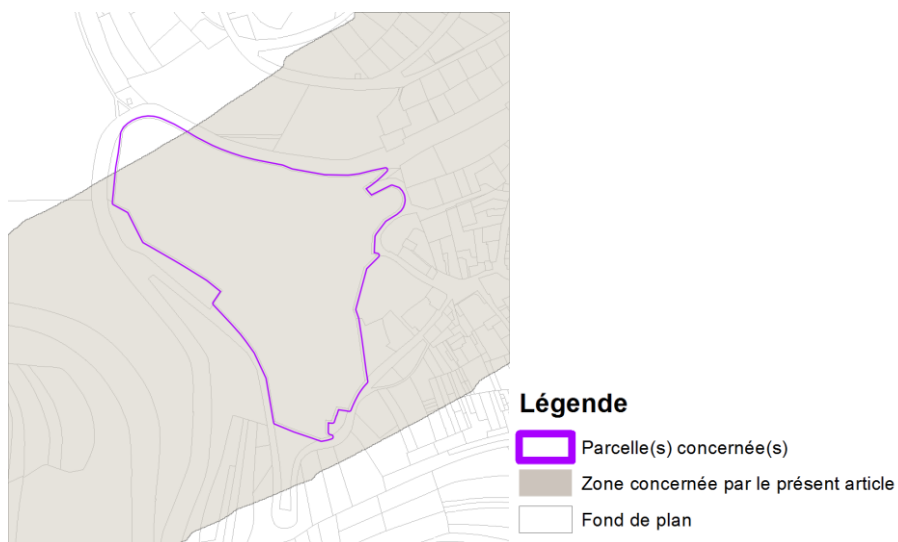 Légende
Parcelle(s) concernée(s)
Zone concernée par le présent article
Fond de plan